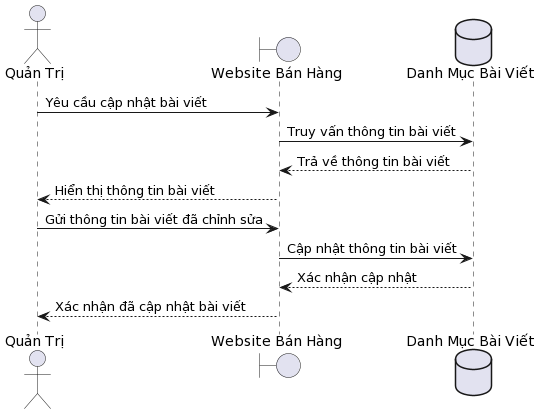 Quản Trị
Website Bán Hàng
Danh Mục Bài Viết
Yêu cầu cập nhật bài viết
Truy vấn thông tin bài viết
Trả về thông tin bài viết
Hiển thị thông tin bài viết
Gửi thông tin bài viết đã chỉnh sửa
Cập nhật thông tin bài viết
Xác nhận cập nhật
Xác nhận đã cập nhật bài viết
Quản Trị
Website Bán Hàng
Danh Mục Bài Viết